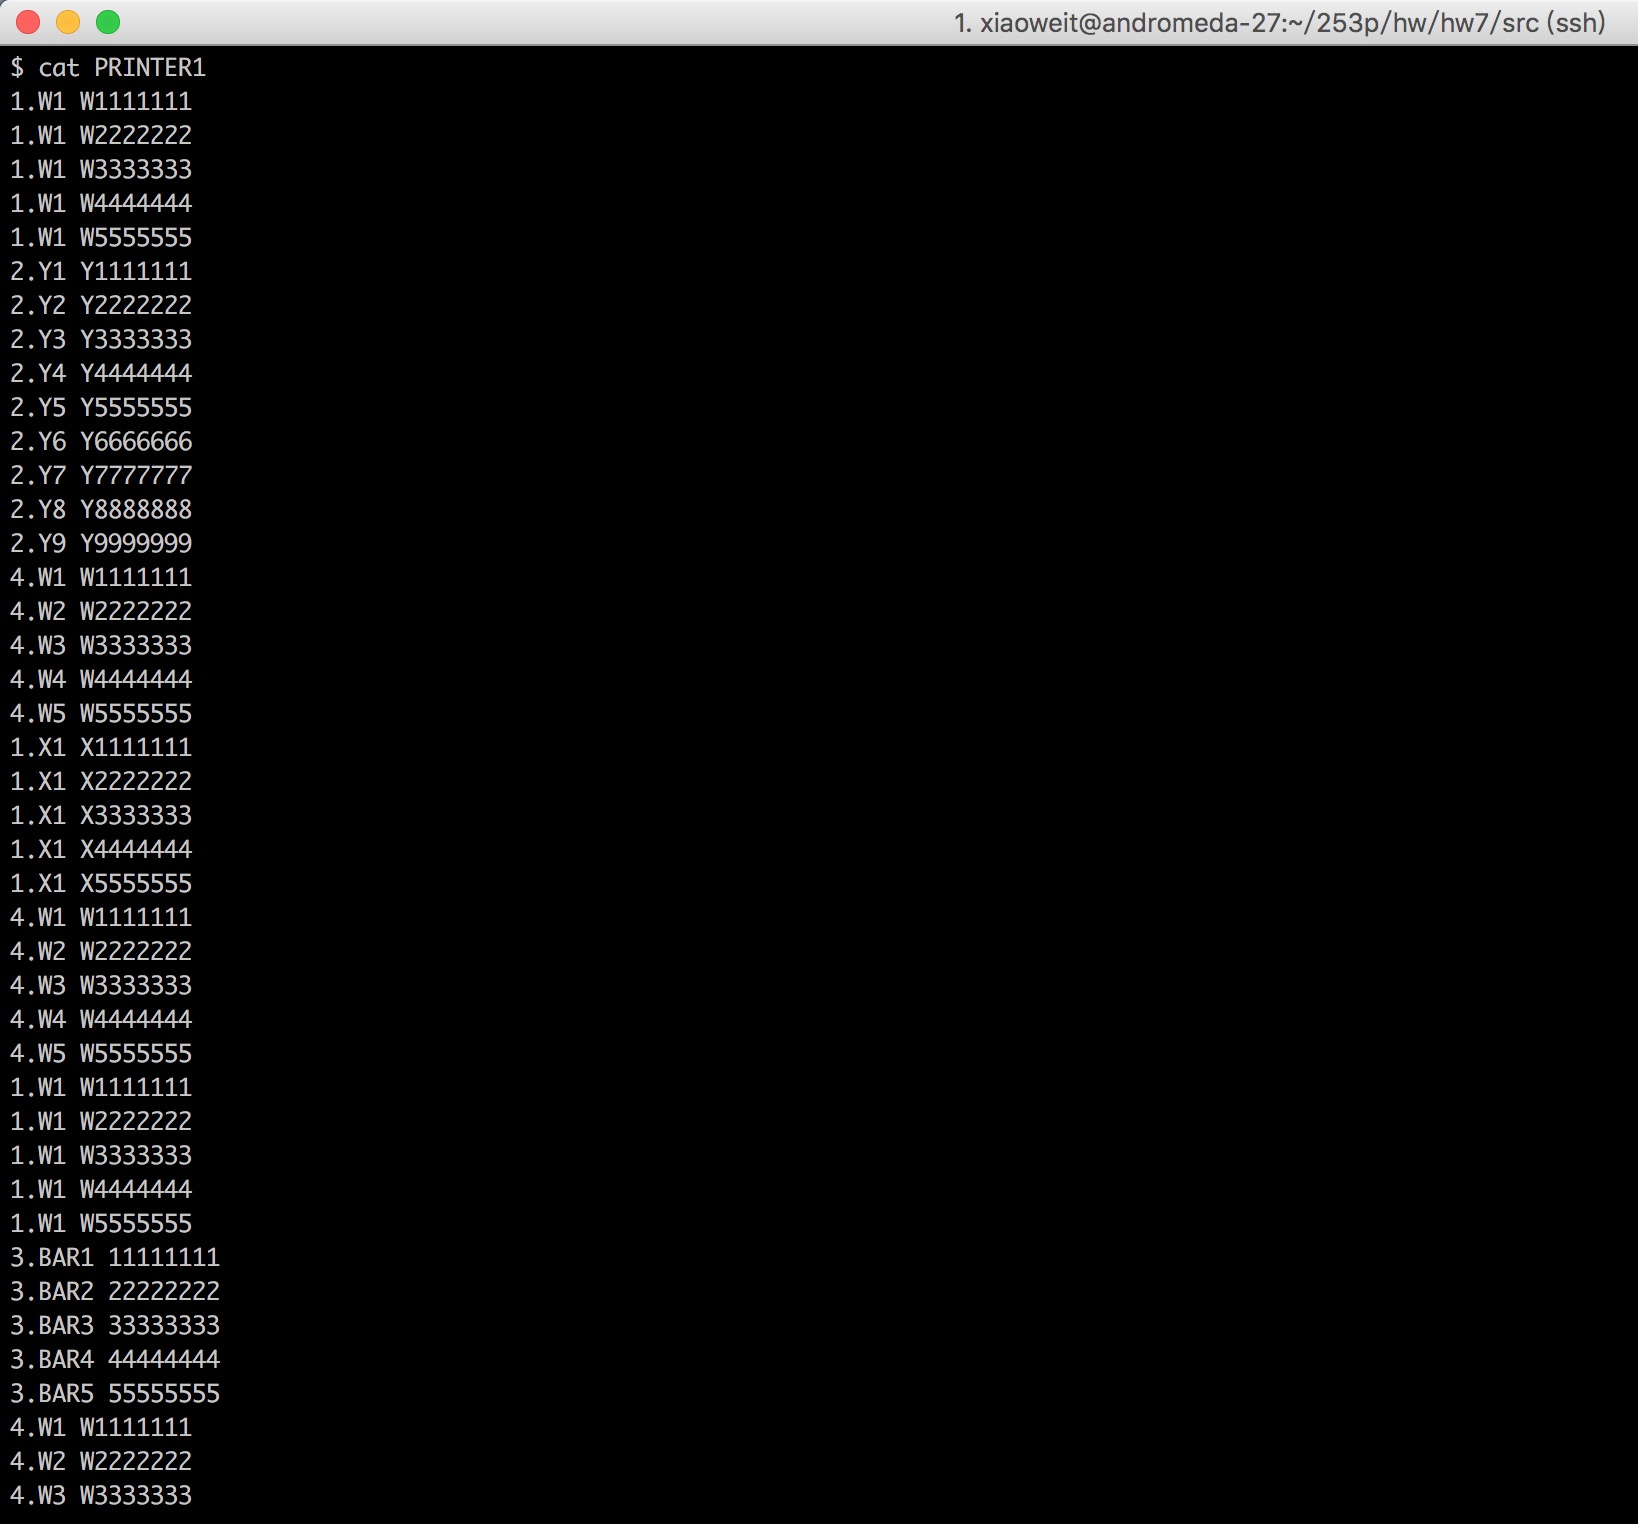 1. xiaoweit@andromeda-27:~/253p/hw/hw7/src (ssh)
$ cat PRINTER1
1.W1 W1111111
1.W1 W2222222
1.W1 W3333333
1.W1 W4444444
1.W1 W5555555
2.Y1 Y1111111
2.Y2 Y2222222
2.Y3 Y3333333
2.Y4 Y4444444
2.Y5 Y5555555
2.Y6 Y6666666
2.Y7 Y7777777
2.Y8 Y8888888
2.Y9 Y9999999
4.W1 W1111111
4.W2 W2222222
4.W3 W3333333
4.W4 W4444444
4.W5 W5555555
1.X1 X1111111
1.X1 X2222222
1.X1 X3333333
1.X1 X4444444
1.X1 X5555555
4.W1 W1111111
4.W2 W2222222
4.W3 W3333333
4.W4 W4444444
4.W5 W5555555
1.W1 W1111111
1.W1 W2222222
1.W1 W3333333
1.W1 W4444444
1.W1 W5555555
3.BAR1 11111111
3.BAR2 22222222
3.BAR3 33333333
3.BAR4 44444444
3.BAR5 55555555
4.W1 W1111111
4.W2 W2222222
4.W3 W3333333